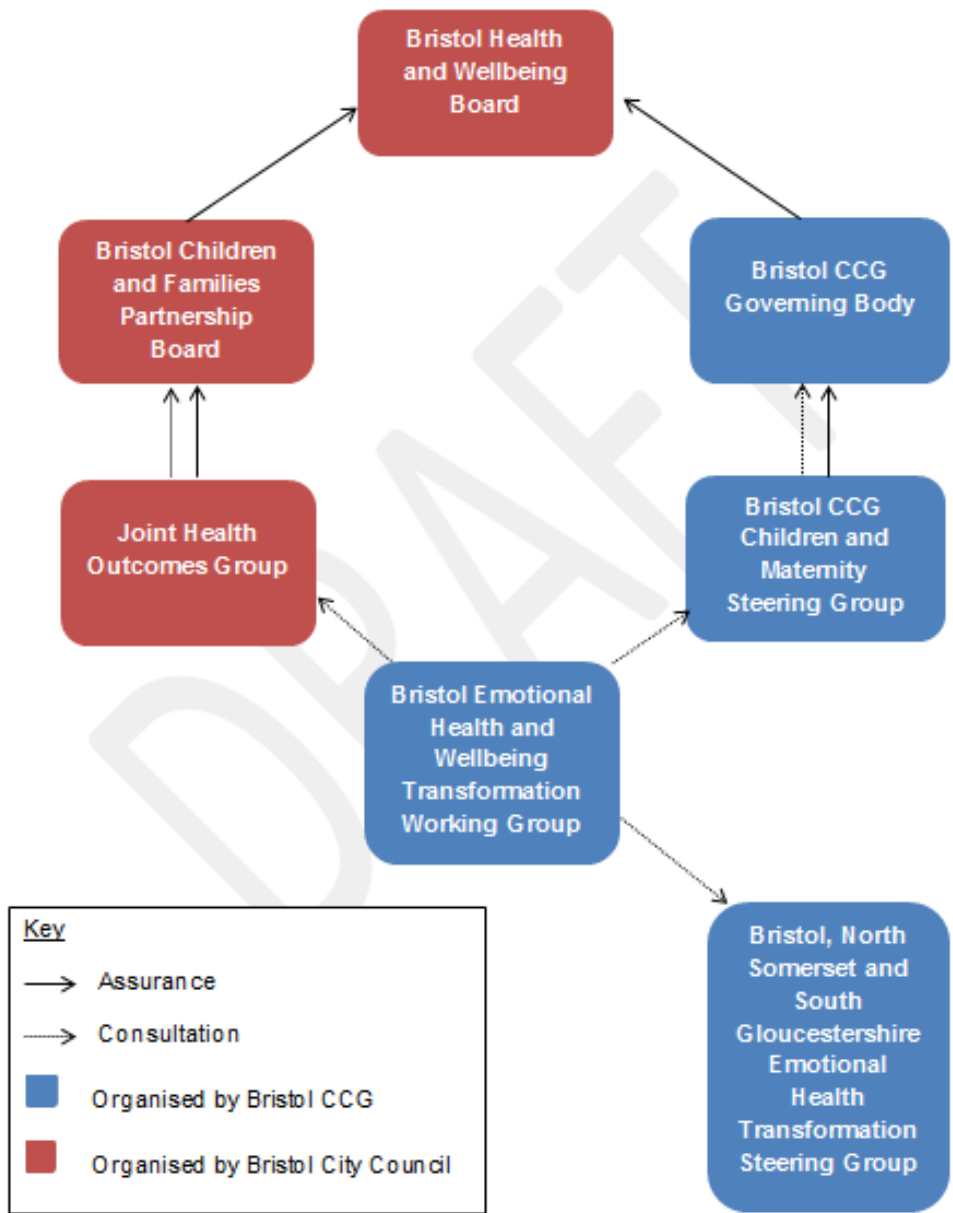 Bristol Health
and Wellbeing
Board
Bristol Children
and Families
Partnership
Board
Bristol CCG
Governing Body
Joint Health
Outcomes Group
Bristol CCG
Children and
Maternity
Steering Group
Bristol Emotional
Health and
Wellbeing
Transformation
Working Group
Bristol, North
Somerset and
South
Gloucestershire
Emotional
Health
Transformation
Steering Group
Key
Assurance
Consultation
Organised by Bristol CCG
Organised by Bristol City Council
DRAFT